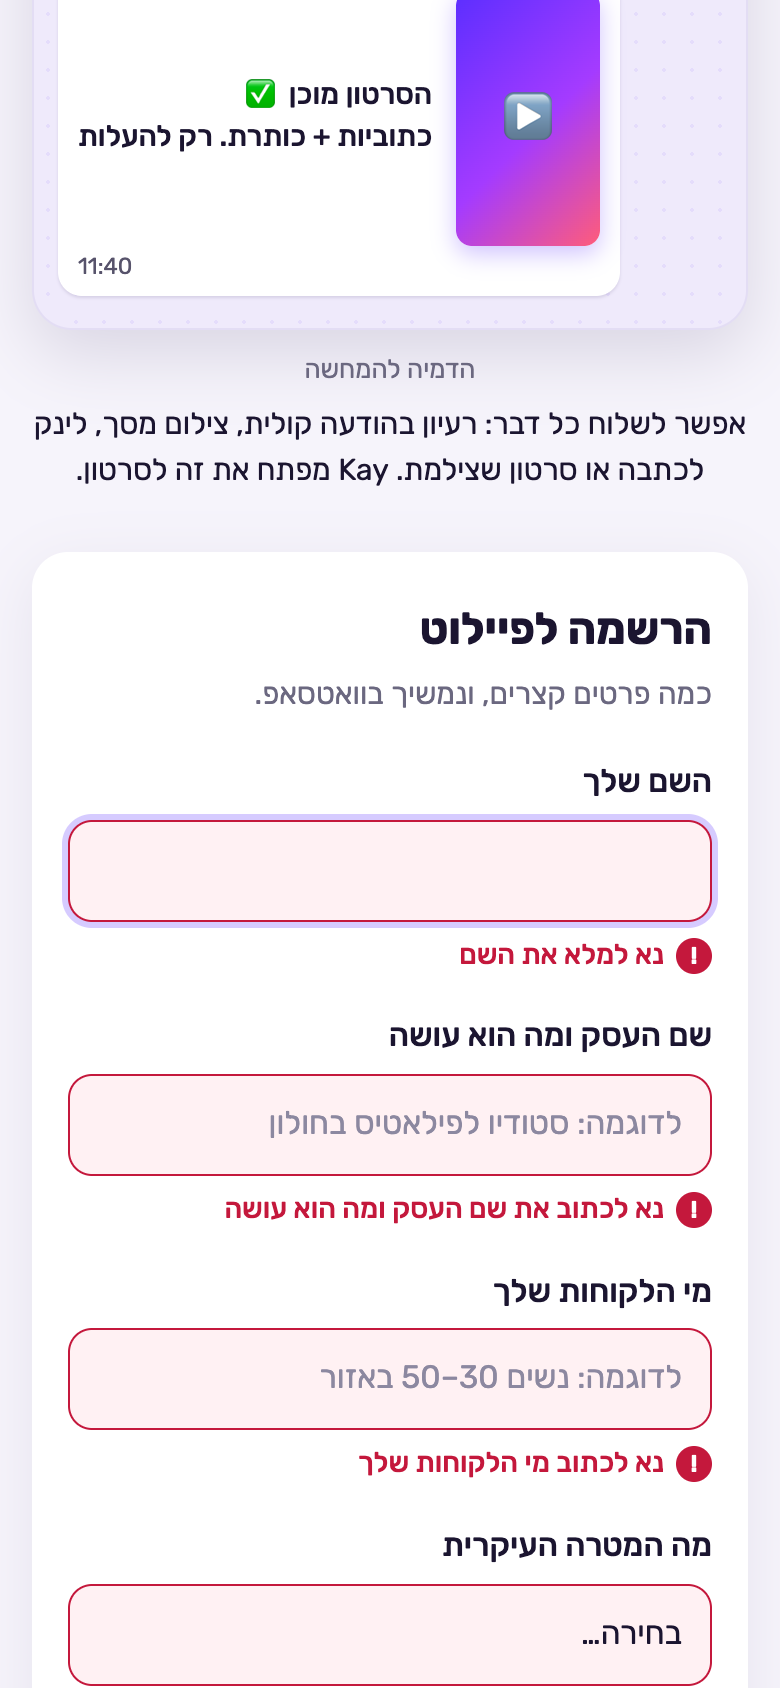 הסרטון מוכן ✅
כתוביות + כותרת. רק להעלות
11:40
הדמיה להמחשה
אפשר לשלוח כל דבר: רעיון בהודעה קולית, צילום מסך, לינק
לכתבה או סרטון שצילמת. Kay מפתח את זה לסרטון.
הרשמה לפיילוט
כמה פרטים קצרים, ונמשיך בוואטסאפ.
השם שלך
נא למלא את השם
שם העסק ומה הוא עושה
לדוגמה: סטודיו לפילאטיס בחולון
נא לכתוב את שם העסק ומה הוא עושה
מי הלקוחות שלך
לדוגמה: נשים 30–50 באזור
נא לכתוב מי הלקוחות שלך
מה המטרה העיקרית
בחירה...